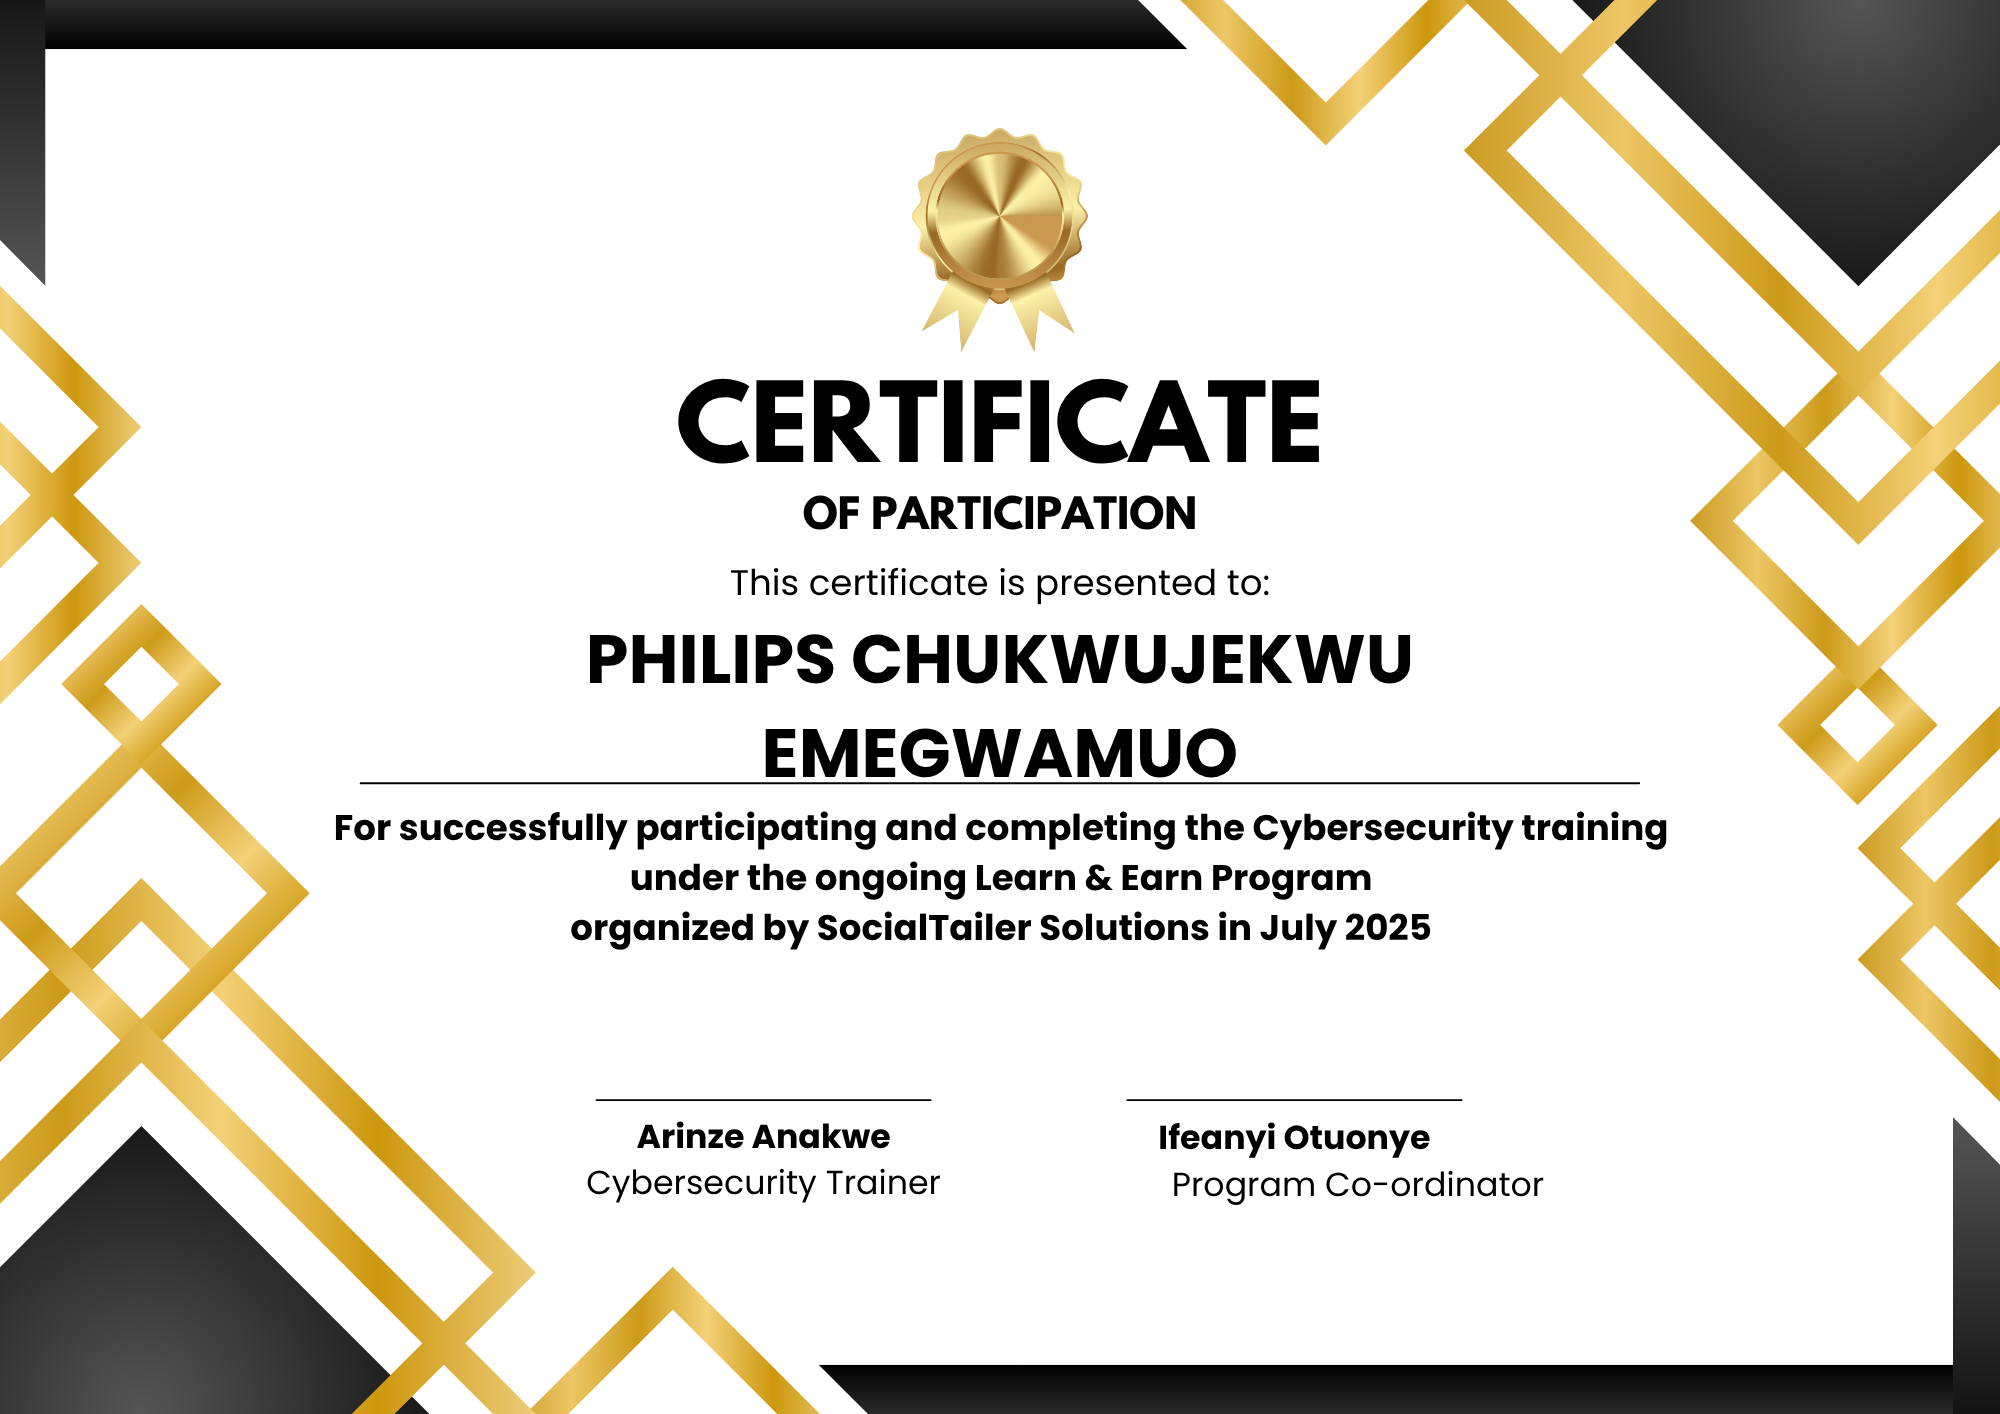 CERTIFICATE
OF PARTICIPATION
This certificate is presented to:
PHILIPS CHUKWUJEKWU
EMEGWAMUO
For successfully participating and completing the Cybersecurity training
under the ongoing Learn & Earn Program
organized by SocialTailer Solutions in July 2025
Arinze Anakwe
Cybersecurity Trainer
Ifeanyi Otuonye
Program Co-ordinator